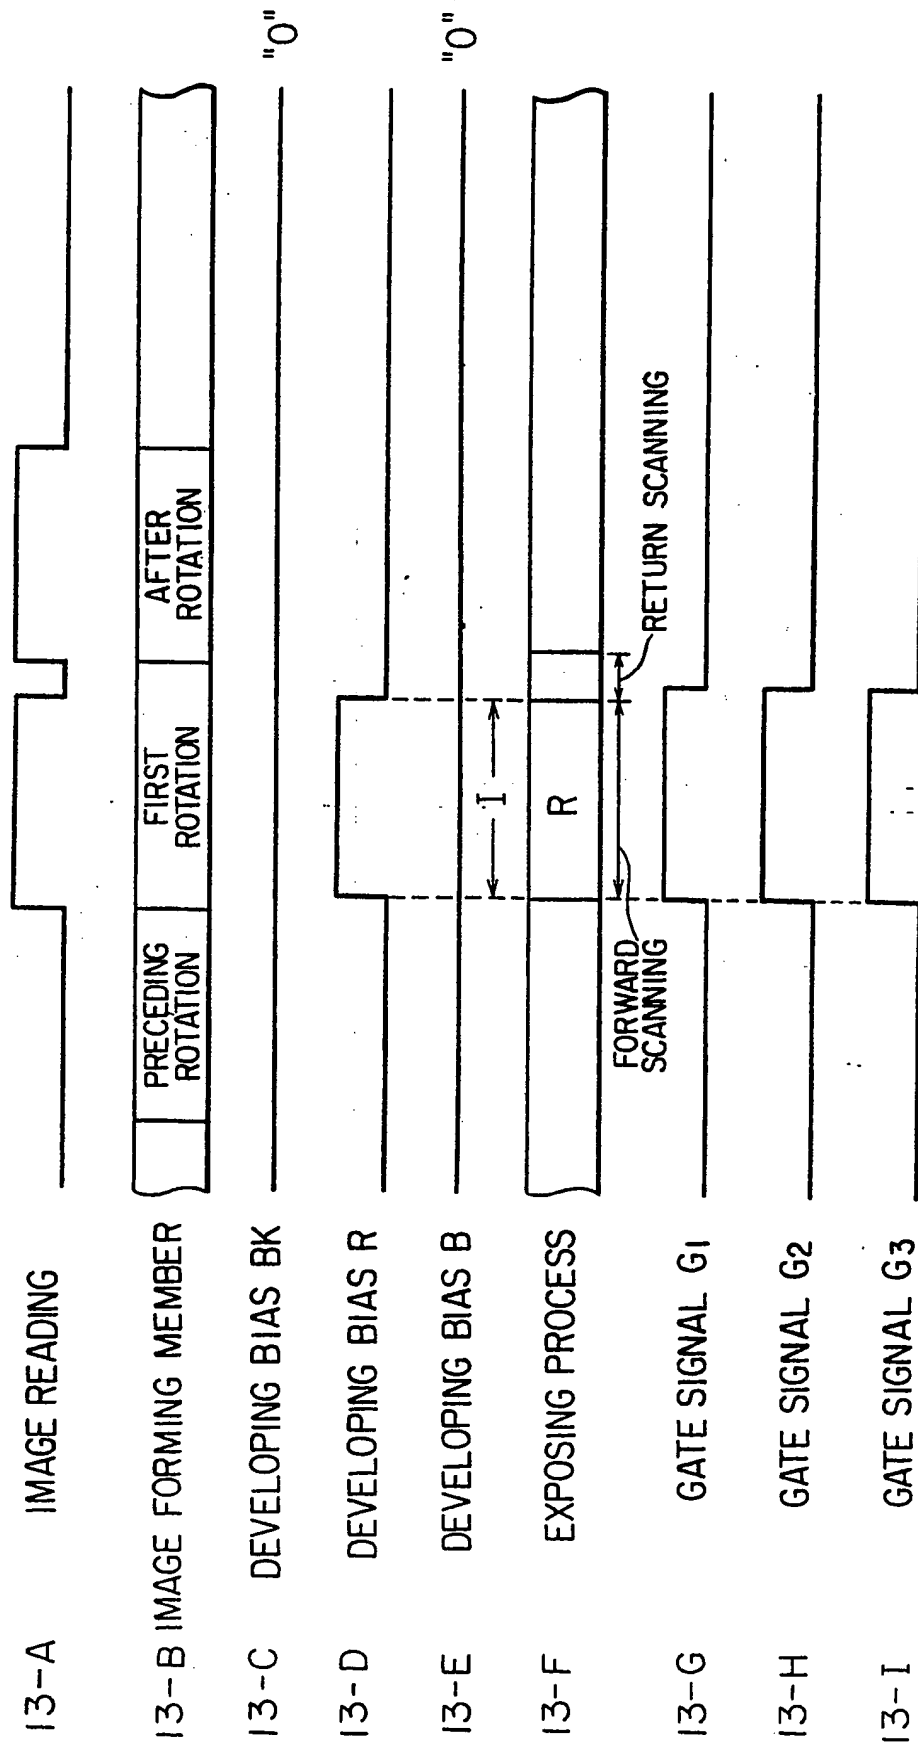 13-A IMAGE READING
13-B IMAGE FORMING MEMBER
PRECEDING
ROTATION
FIRST
ROTATION
AFTER
ROTATION
13-C DEVELOPING BIAS BK
"0"
13-D DEVELOPING BIAS R
13-E DEVELOPING BIAS B
"0"
I
13-F EXPOSING PROCESS
R
FORWARD
SCANNING
RETURN SCANNING
13-G GATE SIGNAL G1
13-H GATE SIGNAL G2
13-I GATE SIGNAL G3